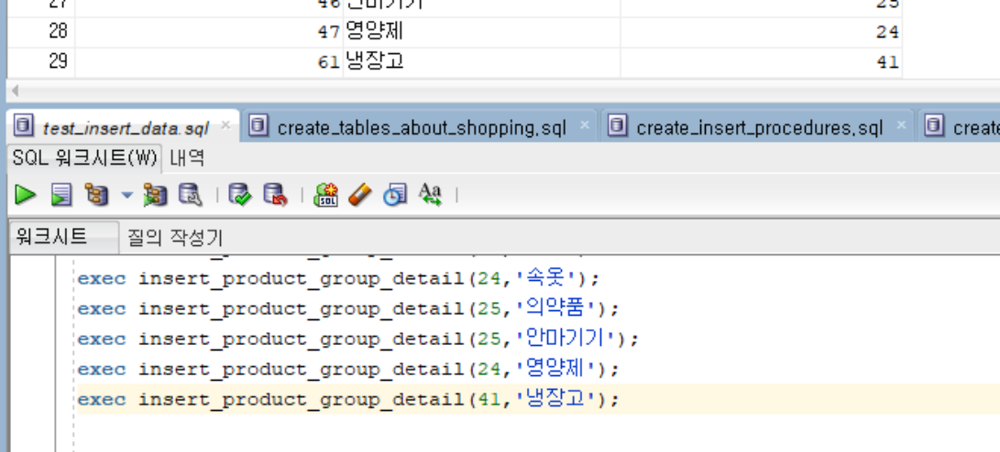 27 46 안마기기 25
28 47 영양제 24
29 61 냉장고 41
test_insert_data.sql × create_tables_about_shopping.sql × create_insert_procedures.sql × create
SQL 워크시트(W) 내역
워크시트 질의 작성기
exec insert_product_group_detail(24,'속옷');
exec insert_product_group_detail(25,'의약품');
exec insert_product_group_detail(25,'안마기기');
exec insert_product_group_detail(24,'영양제');
exec insert_product_group_detail(41,'냉장고');